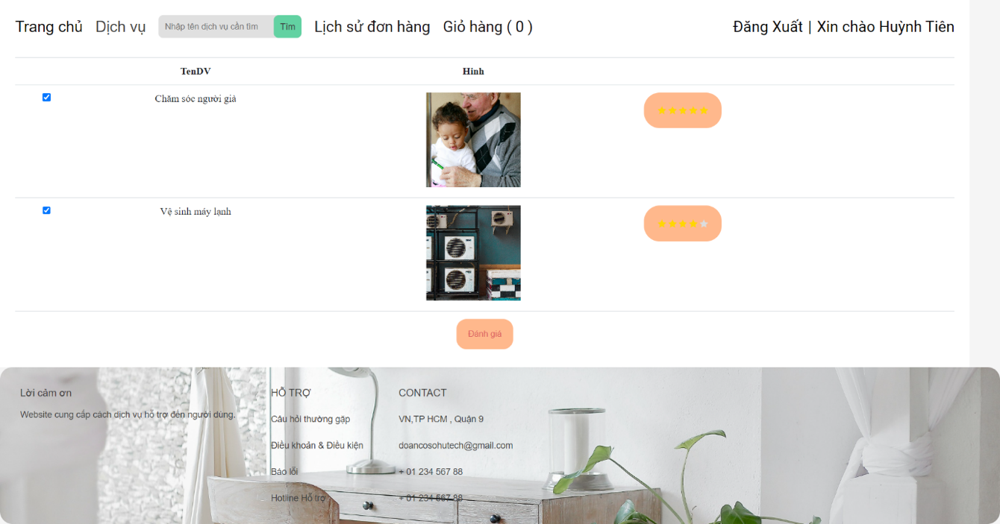 Trang chủ Dịch vụ Nhập tên dịch vụ cần tìm Tìm Lịch sử đơn hàng Giỏ hàng ( 0 ) Đăng Xuất | Xin chào Huỳnh Tiên
TenDV Hinh
Chăm sóc người già
Vệ sinh máy lạnh
Đánh giá
Lời cảm ơn HỖ TRỢ CONTACT
Website cung cấp cách dịch vụ hỗ trợ đến người dùng.
Câu hỏi thường gặp VN,TP HCM , Quận 9
Điều khoản & Điều kiện doancosohutech@gmail.com
Báo lỗi + 01 234 567 88
Hotline Hỗ trợ + 01 234 567 88